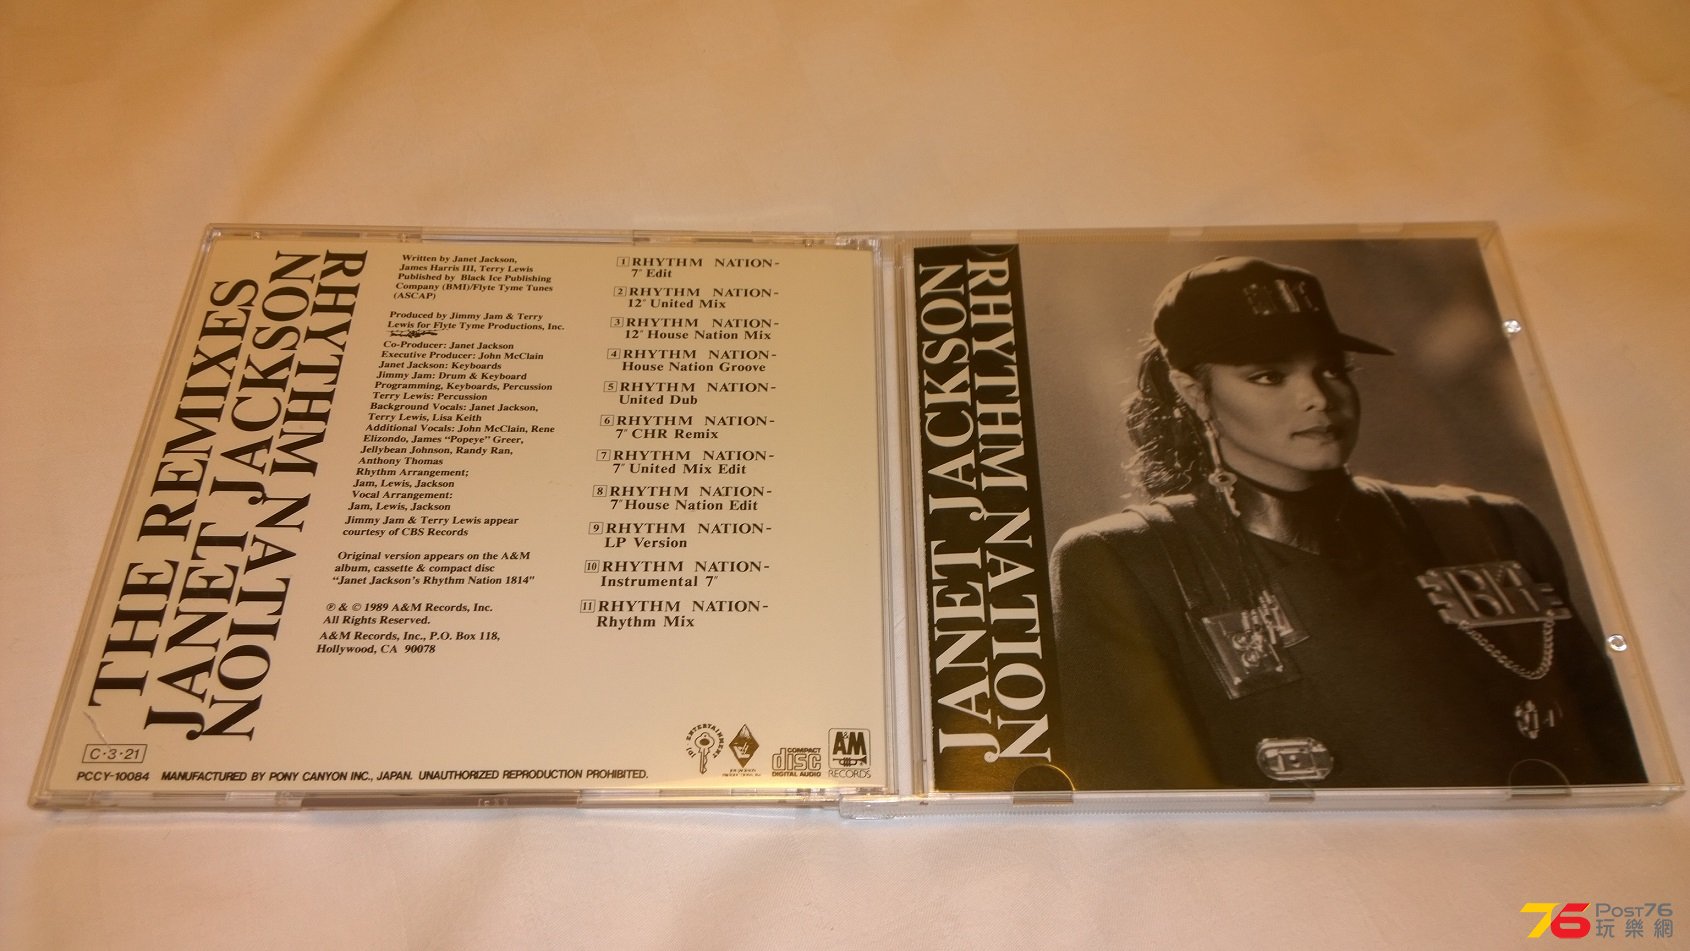 THE REMIXES
JANET JACKSON
RHYTHM NATION
Written by Janet Jackson,
James Harris III, Terry Lewis
Published by Black Ice Publishing
Company (BMI)/Flyte Tyme Tunes
(ASCAP)
Produced by Jimmy Jam & Terry
Lewis for Flyte Tyme Productions, Inc.
Co-Producer: Janet Jackson
Executive Producer: John McClain
Janet Jackson: Keyboards
Jimmy Jam: Drum & Keyboard
Programming, Keyboards, Percussion
Terry Lewis: Percussion
Background Vocals: Janet Jackson,
Terry Lewis, Lisa Keith
Additional Vocals: John McClain, Rene
Elizondo, James "Popeye" Greer,
Jellybean Johnson, Randy Ran,
Anthony Thomas
Rhythm Arrangement;
Jam, Lewis, Jackson
Vocal Arrangement:
Jam, Lewis, Jackson
Jimmy Jam & Terry Lewis appear
courtesy of CBS Records
Original version appears on the A&M
album, cassette & compact disc
"Janet Jackson's Rhythm Nation 1814"
℗ & © 1989 A&M Records, Inc.
All Rights Reserved.
A&M Records, Inc., P.O. Box 118,
Hollywood, CA 90078
1 RHYTHM NATION-
7" Edit
2 RHYTHM NATION-
12" United Mix
3 RHYTHM NATION-
12" House Nation Mix
4 RHYTHM NATION-
House Nation Groove
5 RHYTHM NATION-
United Dub
6 RHYTHM NATION-
7" CHR Remix
7 RHYTHM NATION-
7" United Mix Edit
8 RHYTHM NATION-
7" House Nation Edit
9 RHYTHM NATION-
LP Version
10 RHYTHM NATION-
Instrumental 7"
11 RHYTHM NATION-
Rhythm Mix
JDJ ENTERTAINMENT
COMPACT
disc
DIGITAL AUDIO
A&M
RECORDS
C·3·21
PCCY-10084 MANUFACTURED BY PONY CANYON INC., JAPAN. UNAUTHORIZED REPRODUCTION PROHIBITED.
JANET JACKSON
RHYTHM NATION
76 POST76
玩樂網